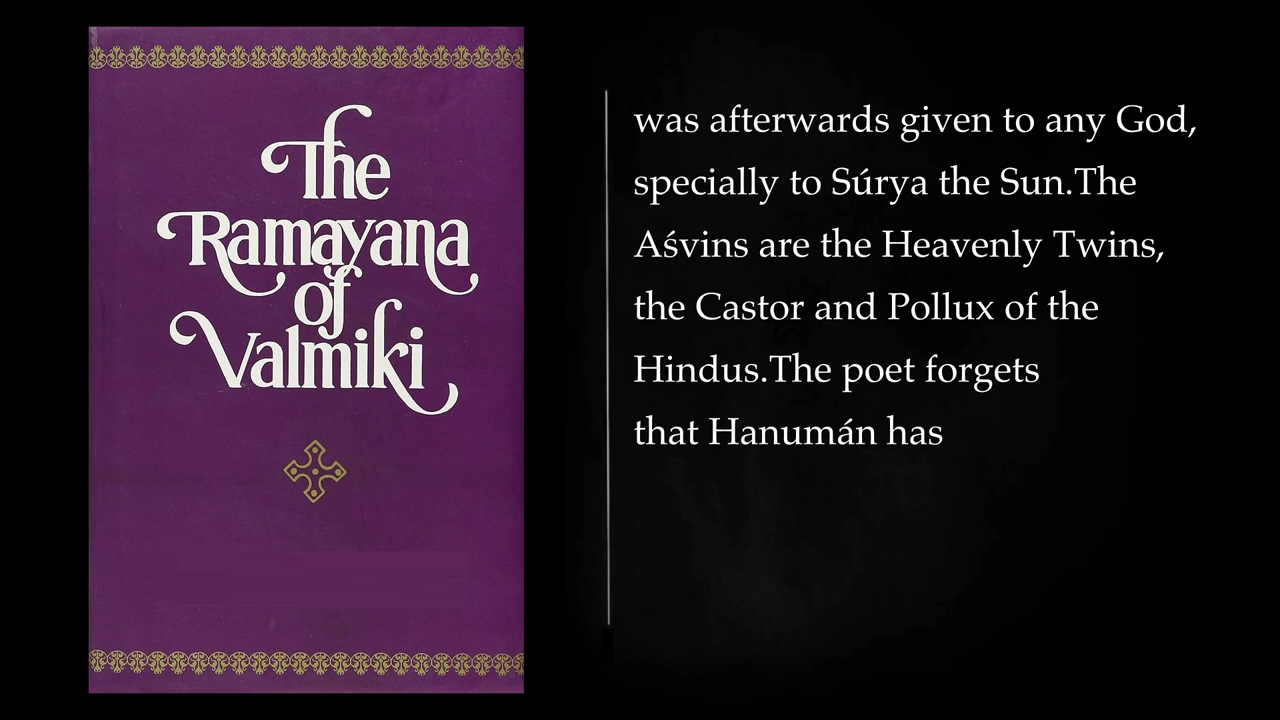 The
Ramayana
of
Valmiki
was afterwards given to any God,
specially to Súrya the Sun.The
Aśvins are the Heavenly Twins,
the Castor and Pollux of the
Hindus.The poet forgets
that Hanumán has